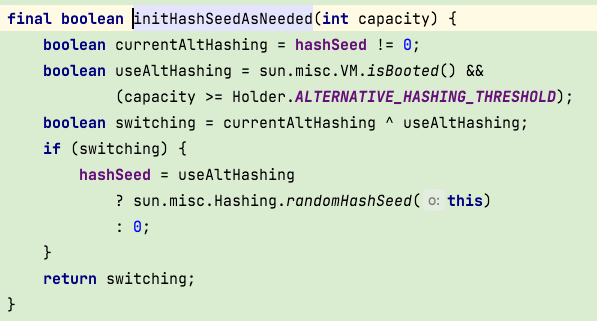 final boolean initHashSeedAsNeeded(int capacity) {
    boolean currentAltHashing = hashSeed != 0;
    boolean useAltHashing = sun.misc.VM.isBooted() &&
            (capacity >= Holder.ALTERNATIVE_HASHING_THRESHOLD);
    boolean switching = currentAltHashing ^ useAltHashing;
    if (switching) {
        hashSeed = useAltHashing
            ? sun.misc.Hashing.randomHashSeed( o: this)
            : 0;
    }
    return switching;
}